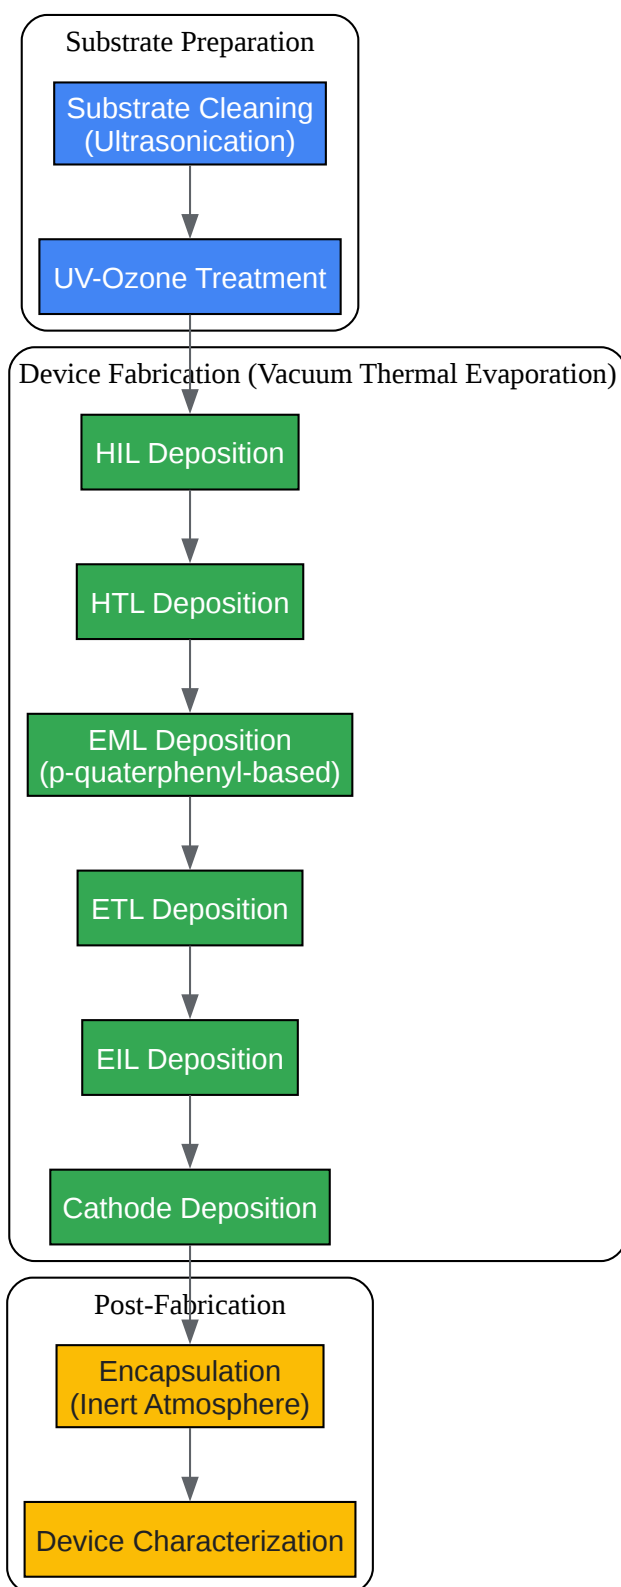 Substrate Preparation
Substrate Cleaning
(Ultrasonication)
UV-Ozone Treatment
Device Fabrication (Vacuum Thermal Evaporation)
HIL Deposition
HTL Deposition
EML Deposition
(p-quaterphenyl-based)
ETL Deposition
EIL Deposition
Cathode Deposition
Post-Fabrication
Encapsulation
(Inert Atmosphere)
Device Characterization